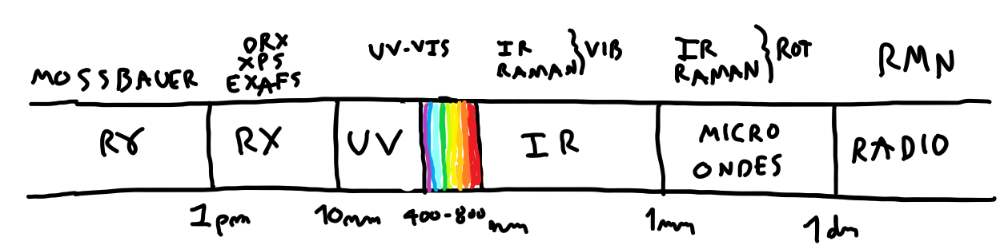 DRX
XPS
EXAFS
MOSSBAUER
UV-VIS
IR
RAMAN
VIB
IR
RAMAN
ROT
RMN
Rγ
RX
UV
IR
MICRO
ONDES
RADIO
1pm
10nm
400-800nm
1mm
1dm